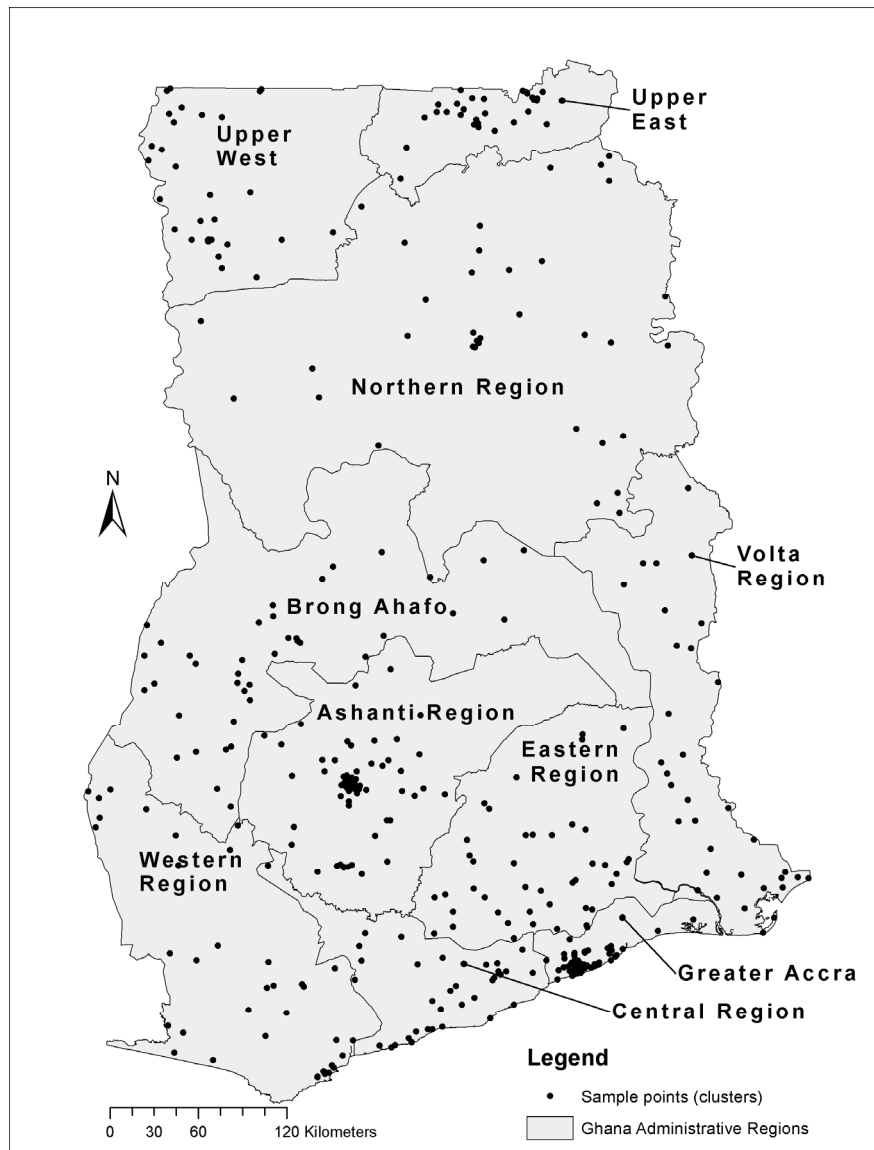 Upper
East
Upper
West
Northern Region
N
Volta
Region
Brong Ahafo
Ashanti Region
Eastern
Region
Western
Region
Greater Accra
Central Region
Legend
Sample points (clusters)
Ghana Administrative Regions
0 30 60 120 Kilometers